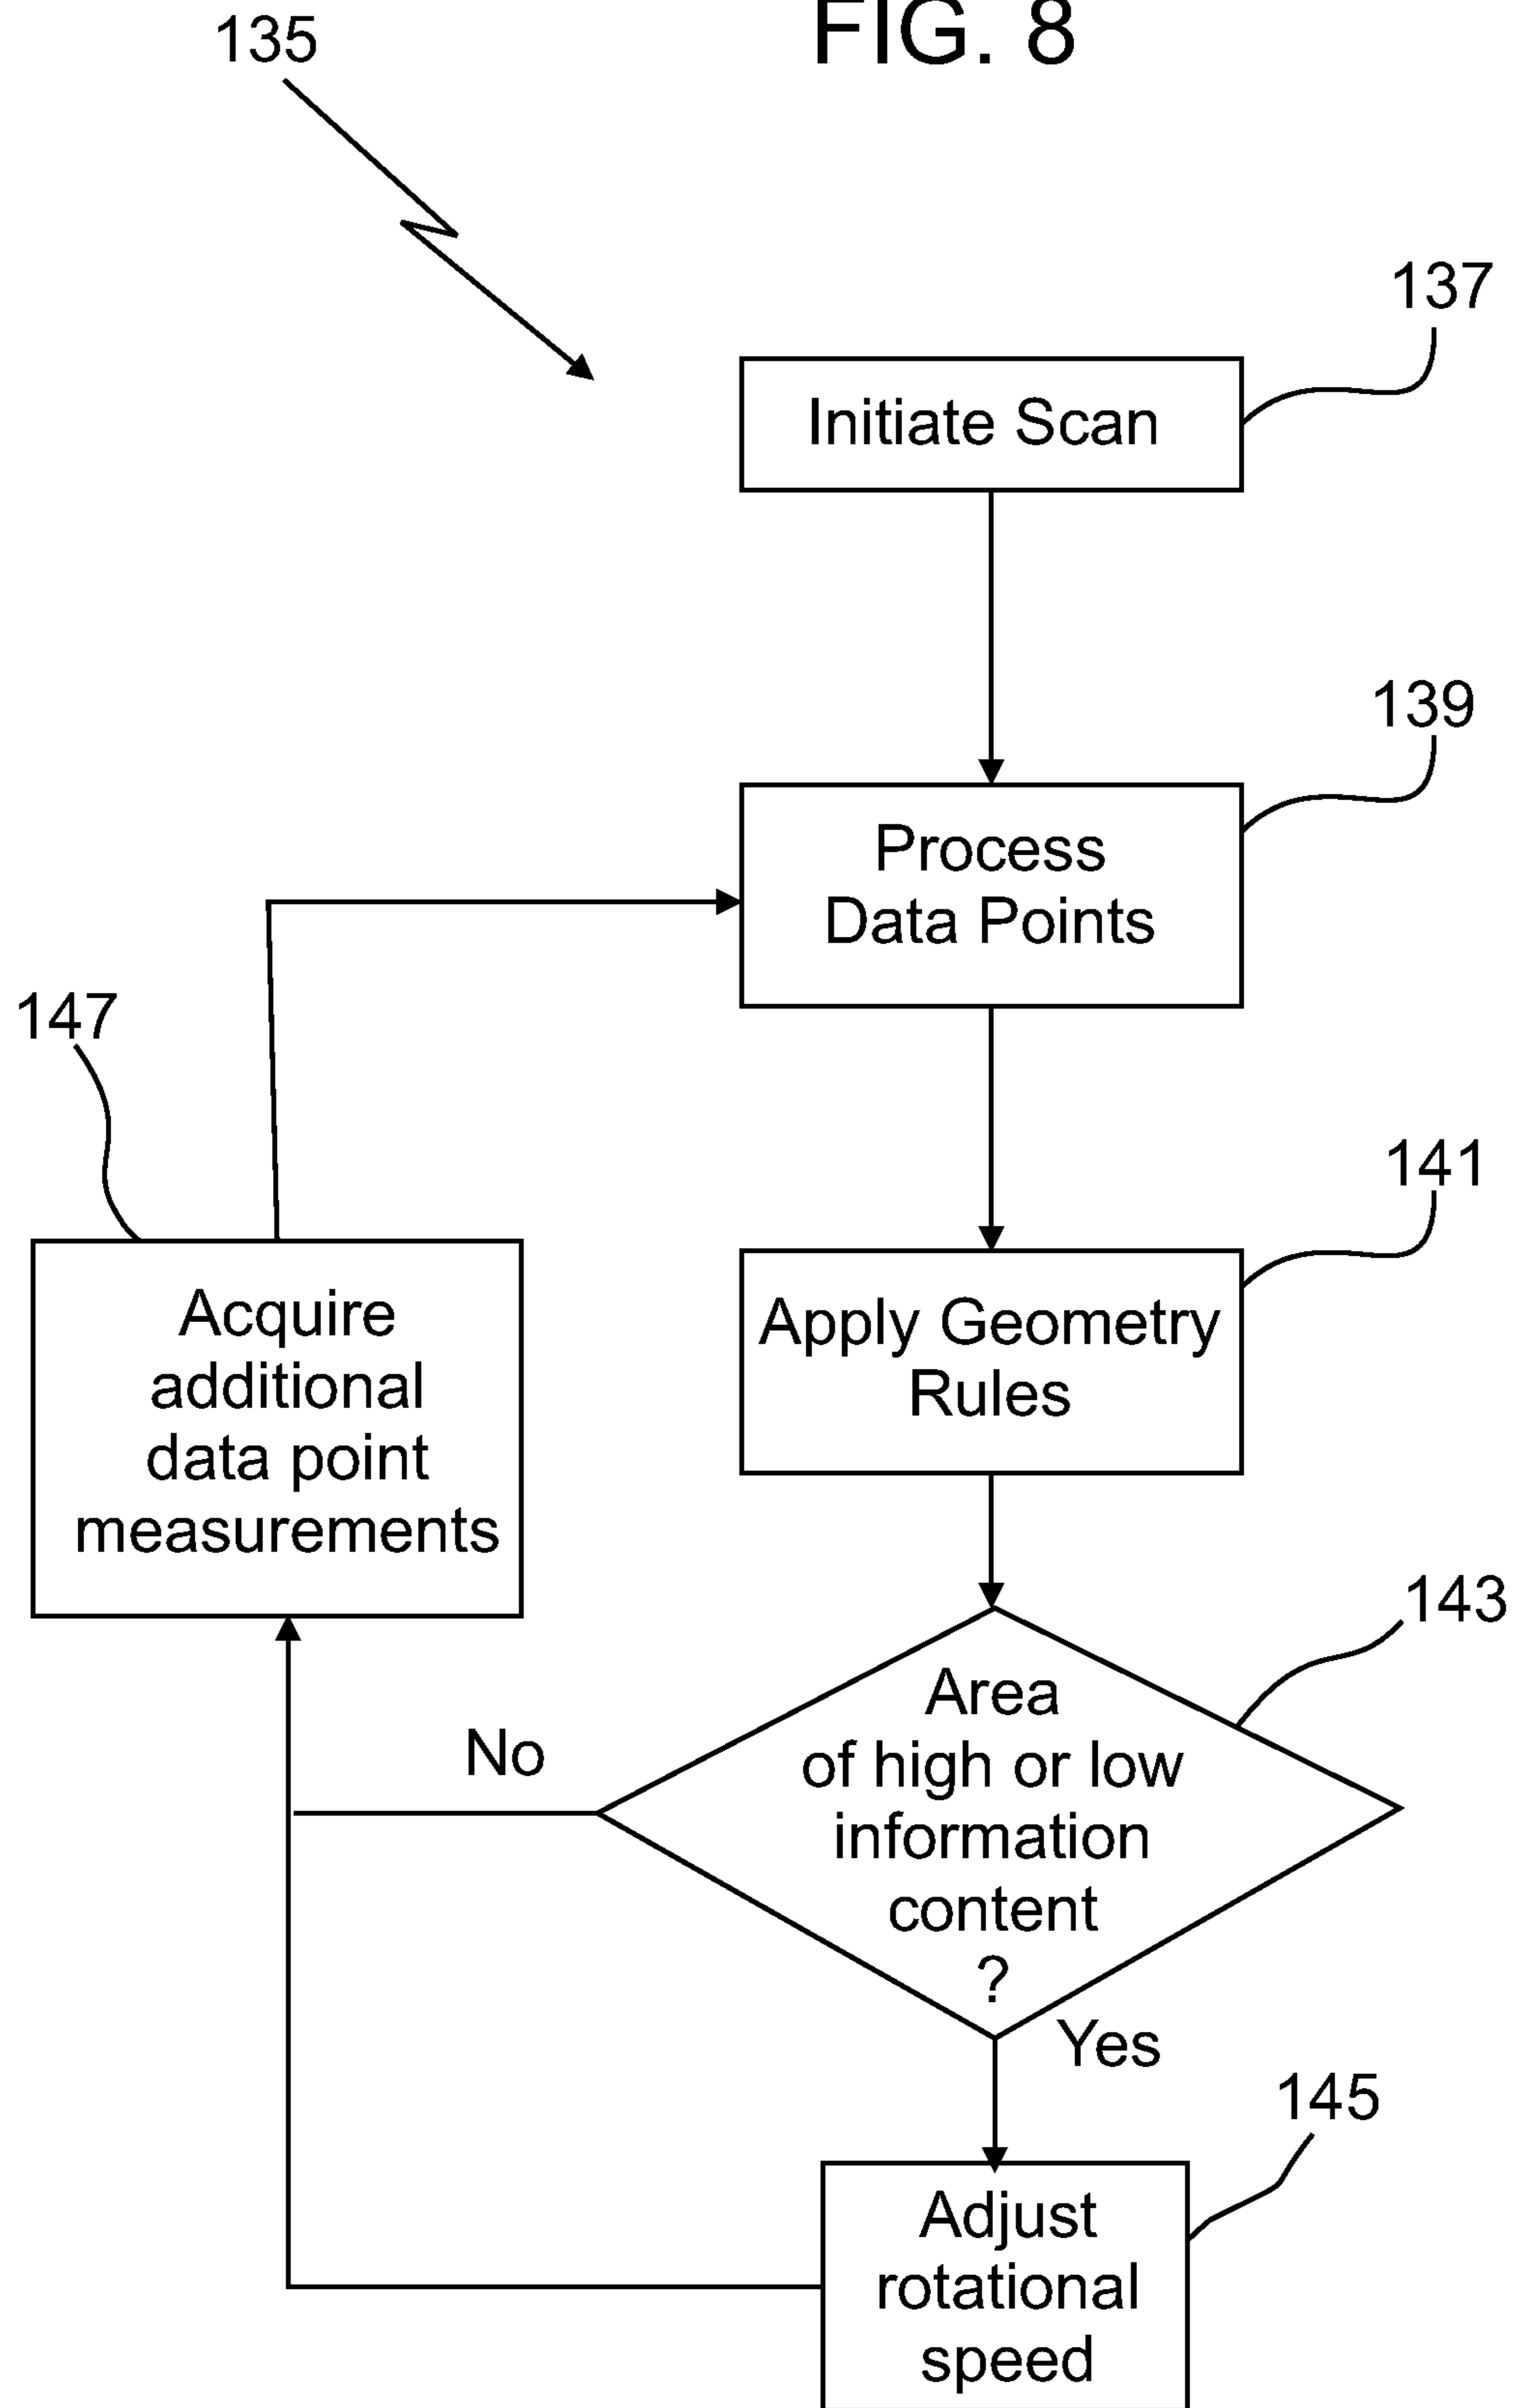 FIG. 8
135
137
Initiate Scan
139
Process
Data Points
147
141
Acquire
additional
data point
measurements
Apply Geometry
Rules
143
Area
of high or low
information
content
?
No
Yes
145
Adjust
rotational
speed